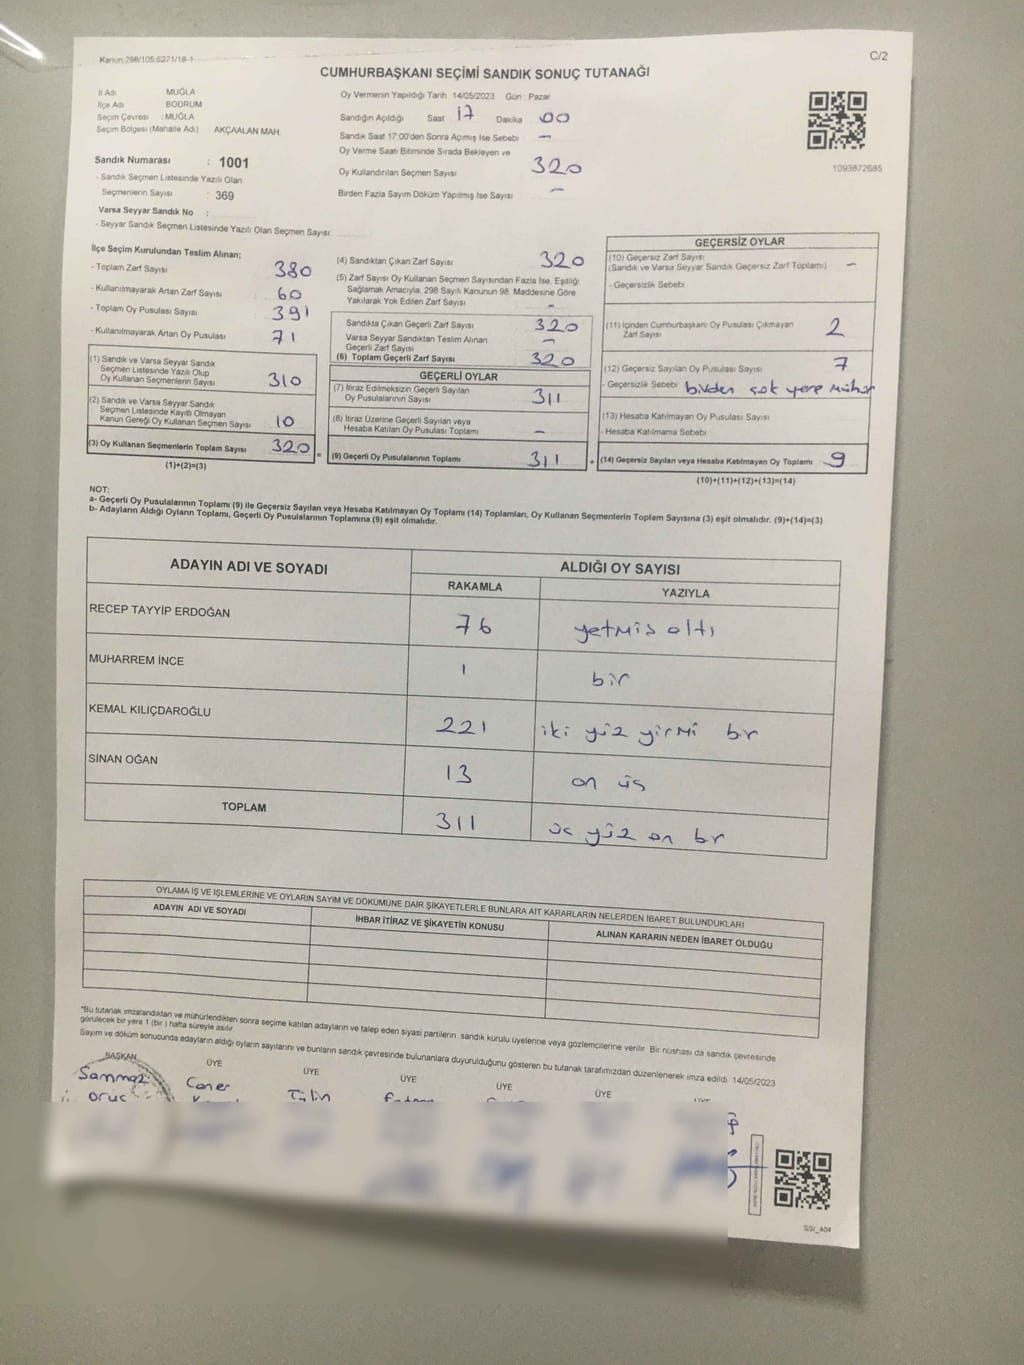 Kanun:298/105.6271/18-1
C/2
CUMHURBAŞKANI SEÇİMİ SANDIK SONUÇ TUTANAĞI
İl Adı MUĞLA
İlçe Adı BODRUM
Seçim Çevresi : MUĞLA
Seçim Bölgesi (Mahalle Adı) AKÇAALAN MAH.
Sandık Numarası : 1001
- Sandık Seçmen Listesinde Yazılı Olan
Seçmenlerin Sayısı : 369
Varsa Seyyar Sandık No :
- Seyyar Sandık Seçmen Listesinde Yazılı Olan Seçmen Sayısı:
Oy Vermenin Yapıldığı Tarih 14/05/2023 Gün : Pazar
Sandığın Açıldığı Saat 17 Dakika 00
Sandık Saat 17:00'den Sonra Açımış İse Sebebi —
Oy Verme Saati Bitiminde Sırada Bekleyen ve
Oy Kullandırılan Seçmen Sayısı 320
Birden Fazla Sayım Döküm Yapılmış İse Sayısı —
1093872685
İlçe Seçim Kurulundan Teslim Alınan;
- Toplam Zarf Sayısı 380
- Kullanılmayarak Artan Zarf Sayısı 60
- Toplam Oy Pusulası Sayısı 391
- Kullanılmayarak Artan Oy Pusulası 71
(1) Sandık ve Varsa Seyyar Sandık
Seçmen Listesinde Yazılı Olup
Oy Kullanan Seçmenlerin Sayısı 310
(2) Sandık ve Varsa Seyyar Sandık
Seçmen Listesinde Kayıtlı Olmayan
Kanun Gereği Oy Kullanan Seçmen Sayısı 10
(3) Oy Kullanan Seçmenlerin Toplam Sayısı 320
(1)+(2)=(3)
=
(4) Sandıktan Çıkan Zarf Sayısı 320
(5) Zarf Sayısı Oy Kullanan Seçmen Sayısından Fazla İse, Eşitliği
Sağlamak Amacıyla, 298 Sayılı Kanunun 98. Maddesine Göre
Yakılarak Yok Edilen Zarf Sayısı -
Sandıkta Çıkan Geçerli Zarf Sayısı 320
Varsa Seyyar Sandıktan Teslim Alınan
Geçerli Zarf Sayısı —
(6) Toplam Geçerli Zarf Sayısı 320
GEÇERLİ OYLAR
(7) İtiraz Edilmeksizin Geçerli Sayılan
Oy Pusulalarının Sayısı 311
(8) İtiraz Üzerine Geçerli Sayılan veya
Hesaba Katılan Oy Pusulası Toplamı —
(9) Geçerli Oy Pusulalarının Toplamı 311
+
GEÇERSİZ OYLAR
(10) Geçersiz Zarf Sayısı
(Sandık ve Varsa Seyyar Sandık Geçersiz Zarf Toplamı) —
- Geçersizlik Sebebi
(11) İçinden Cumhurbaşkanı Oy Pusulası Çıkmayan
Zarf Sayısı 2
(12) Geçersiz Sayılan Oy Pusulası Sayısı 7
- Geçersizlik Sebebi birden çok yere mühür
(13) Hesaba Katılmayan Oy Pusulası Sayısı
- Hesaba Katılmama Sebebi
(14) Geçersiz Sayılan veya Hesaba Katılmayan Oy Toplamı 9
(10)+(11)+(12)+(13)=(14)
NOT:
a- Geçerli Oy Pusulalarının Toplamı (9) ile Geçersiz Sayılan veya Hesaba Katılmayan Oy Toplamı (14) Toplamları, Oy Kullanan Seçmenlerin Toplam Sayısına (3) eşit olmalıdır. (9)+(14)=(3)
b- Adayların Aldığı Oyların Toplamı, Geçerli Oy Pusulalarının Toplamına (9) eşit olmalıdır.
ADAYIN ADI VE SOYADI ALDIĞI OY SAYISI
RAKAMLA YAZIYLA
RECEP TAYYİP ERDOĞAN 76 yetmis altı
MUHARREM İNCE 1 bir
KEMAL KILIÇDAROĞLU 221 iki yüz yirmi br
SİNAN OĞAN 13 on üç
TOPLAM 311 üc yüz on br
OYLAMA İŞ VE İŞLEMLERİNE VE OYLARIN SAYIM VE DÖKÜMÜNE DAİR ŞİKAYETLERLE BUNLARA AİT KARARLARIN NELERDEN İBARET BULUNDUKLARI
ADAYIN ADI VE SOYADI İHBAR İTİRAZ VE ŞİKAYETİN KONUSU ALINAN KARARIN NEDEN İBARET OLDUĞU
*Bu tutanak imzalandıktan ve mühürlendikten sonra seçime katılan adayların ve talep eden siyasi partilerin sandık kurulu üyelerine veya gözlemcilerine verilir. Bir nüshası da sandık çevresinde
görülecek bir yere 1 (bir ) hafta süreyle asılır.
Sayım ve döküm sonucunda adayların aldığı oyların sayılarını ve bunların sandık çevresinde bulunanlara duyurulduğunu gösteren bu tutanak tarafımızdan düzenlenerek imza edildi. 14/05/2023
BAŞKAN ÜYE ÜYE ÜYE ÜYE ÜYE
Caner Tülin
oruç